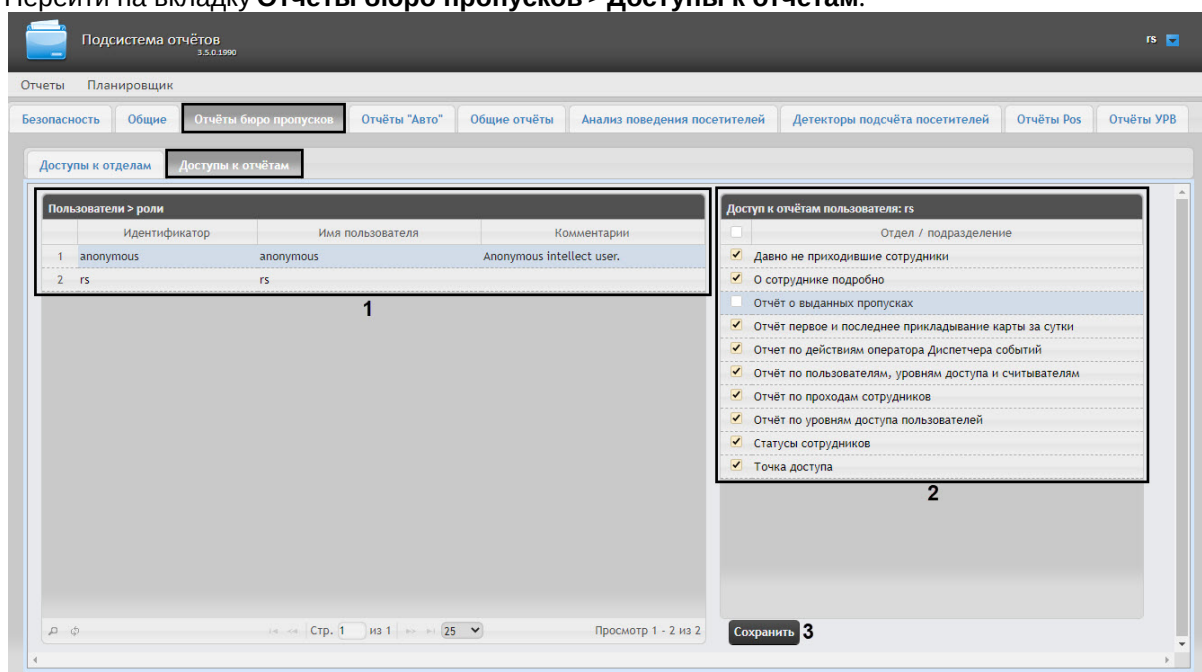 Перейти на вкладку Отчёты бюро пропусков > Доступы к отчётам.
Подсистема отчётов
3.5.0.1990
rs
Отчеты Планировщик
Безопасность Общие Отчёты бюро пропусков Отчёты "Авто" Общие отчёты Анализ поведения посетителей Детекторы подсчёта посетителей Отчёты Pos Отчёты УРВ
Доступы к отделам Доступы к отчётам
Пользователи > роли
Идентификатор Имя пользователя Комментарии
1 anonymous anonymous Anonymous intellect user.
2 rs rs
1
Доступ к отчётам пользователя: rs
Отдел / подразделение
Давно не приходившие сотрудники
О сотруднике подробно
Отчёт о выданных пропусках
Отчёт первое и последнее прикладывание карты за сутки
Отчет по действиям оператора Диспетчера событий
Отчёт по пользователям, уровням доступа и считывателям
Отчёт по проходам сотрудников
Отчёт по уровням доступа пользователей
Статусы сотрудников
Точка доступа
2
Стр. 1 из 1 25 Просмотр 1 - 2 из 2
Сохранить 3